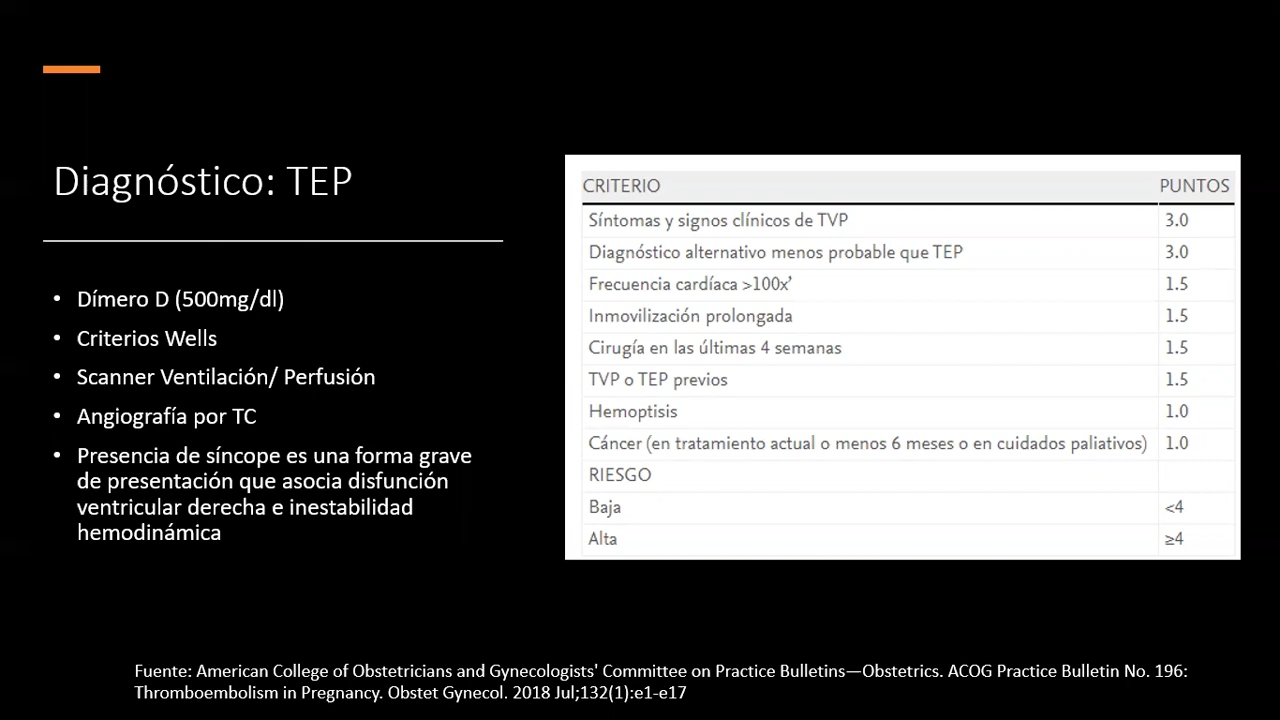 Diagnóstico: TEP
• Dímero D (500mg/dl)
• Criterios Wells
• Scanner Ventilación/ Perfusión
• Angiografía por TC
• Presencia de síncope es una forma grave
de presentación que asocia disfunción
ventricular derecha e inestabilidad
hemodinámica
CRITERIO PUNTOS
Síntomas y signos clínicos de TVP 3.0
Diagnóstico alternativo menos probable que TEP 3.0
Frecuencia cardíaca >100x’ 1.5
Inmovilización prolongada 1.5
Cirugía en las últimas 4 semanas 1.5
TVP o TEP previos 1.5
Hemoptisis 1.0
Cáncer (en tratamiento actual o menos 6 meses o en cuidados paliativos) 1.0
RIESGO
Baja <4
Alta ≥4
Fuente: American College of Obstetricians and Gynecologists' Committee on Practice Bulletins—Obstetrics. ACOG Practice Bulletin No. 196:
Thromboembolism in Pregnancy. Obstet Gynecol. 2018 Jul;132(1):e1-e17